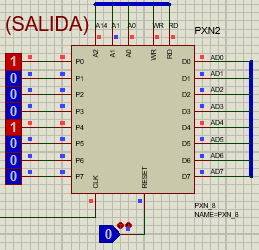 (SALIDA)
PXN2
A14 A1 A0 WR RD
A2 A1 A0 WR RD
1 P0 D0 AD0
0 P1 D1 AD1
0 P2 D2 AD2
0 P3 D3 AD3
1 P4 D4 AD4
0 P5 D5 AD5
0 P6 D6 AD6
0 P7 D7 AD7
CLK RESET
PXN_8
NAME=PXN_8
0